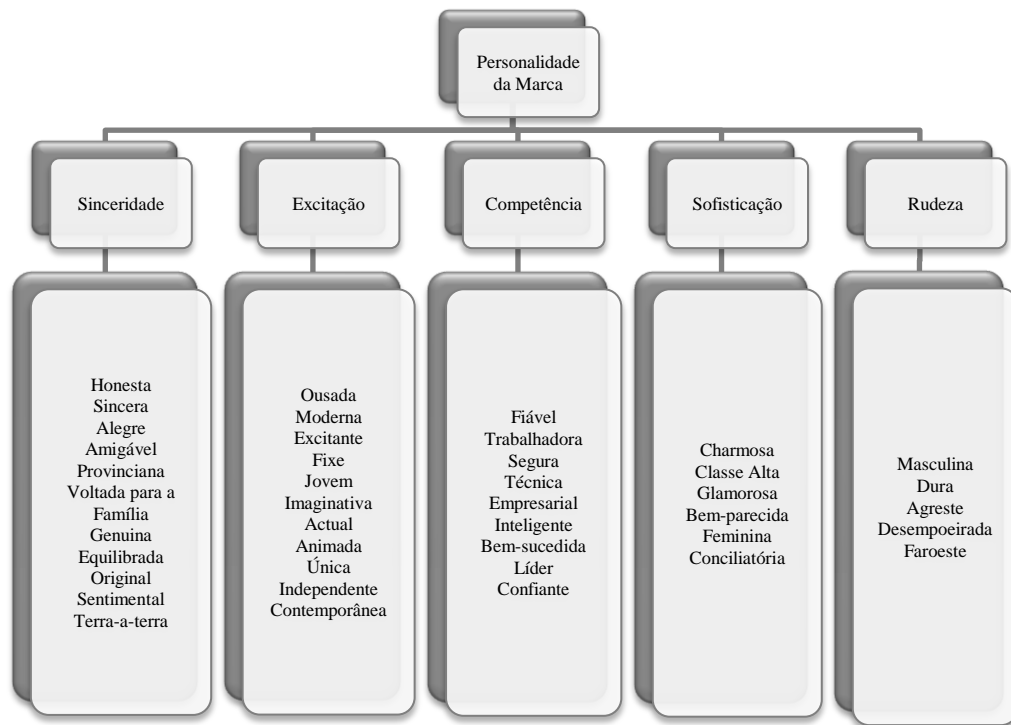 Personalidade
da Marca
Sinceridade
Excitação
Competência
Sofisticação
Rudeza
Honesta
Sincera
Alegre
Amigável
Provinciana
Voltada para a
Família
Genuina
Equilibrada
Original
Sentimental
Terra-a-terra
Ousada
Moderna
Excitante
Fixe
Jovem
Imaginativa
Actual
Animada
Única
Independente
Contemporânea
Fiável
Trabalhadora
Segura
Técnica
Empresarial
Inteligente
Bem-sucedida
Líder
Confiante
Charmosa
Classe Alta
Glamorosa
Bem-parecida
Feminina
Conciliatória
Masculina
Dura
Agreste
Desempoeirada
Faroeste